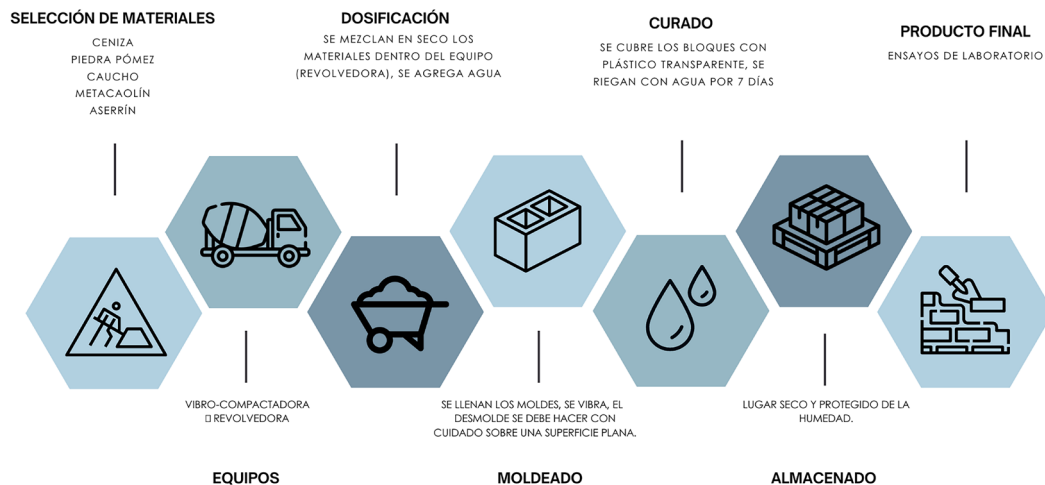 SELECCIÓN DE MATERIALES
CENIZA
PIEDRA PÓMEZ
CAUCHO
METACAOLÍN
ASERRÍN
DOSIFICACIÓN
SE MEZCLAN EN SECO LOS
MATERIALES DENTRO DEL EQUIPO
(REVOLVEDORA), SE AGREGA AGUA
CURADO
SE CUBRE LOS BLOQUES CON
PLÁSTICO TRANSPARENTE, SE
RIEGAN CON AGUA POR 7 DÍAS
PRODUCTO FINAL
ENSAYOS DE LABORATORIO
VIBRO-COMPACTADORA
▯ REVOLVEDORA
EQUIPOS
SE LLENAN LOS MOLDES, SE VIBRA, EL
DESMOLDE SE DEBE HACER CON
CUIDADO SOBRE UNA SUPERFICIE PLANA.
MOLDEADO
LUGAR SECO Y PROTEGIDO DE LA
HUMEDAD.
ALMACENADO